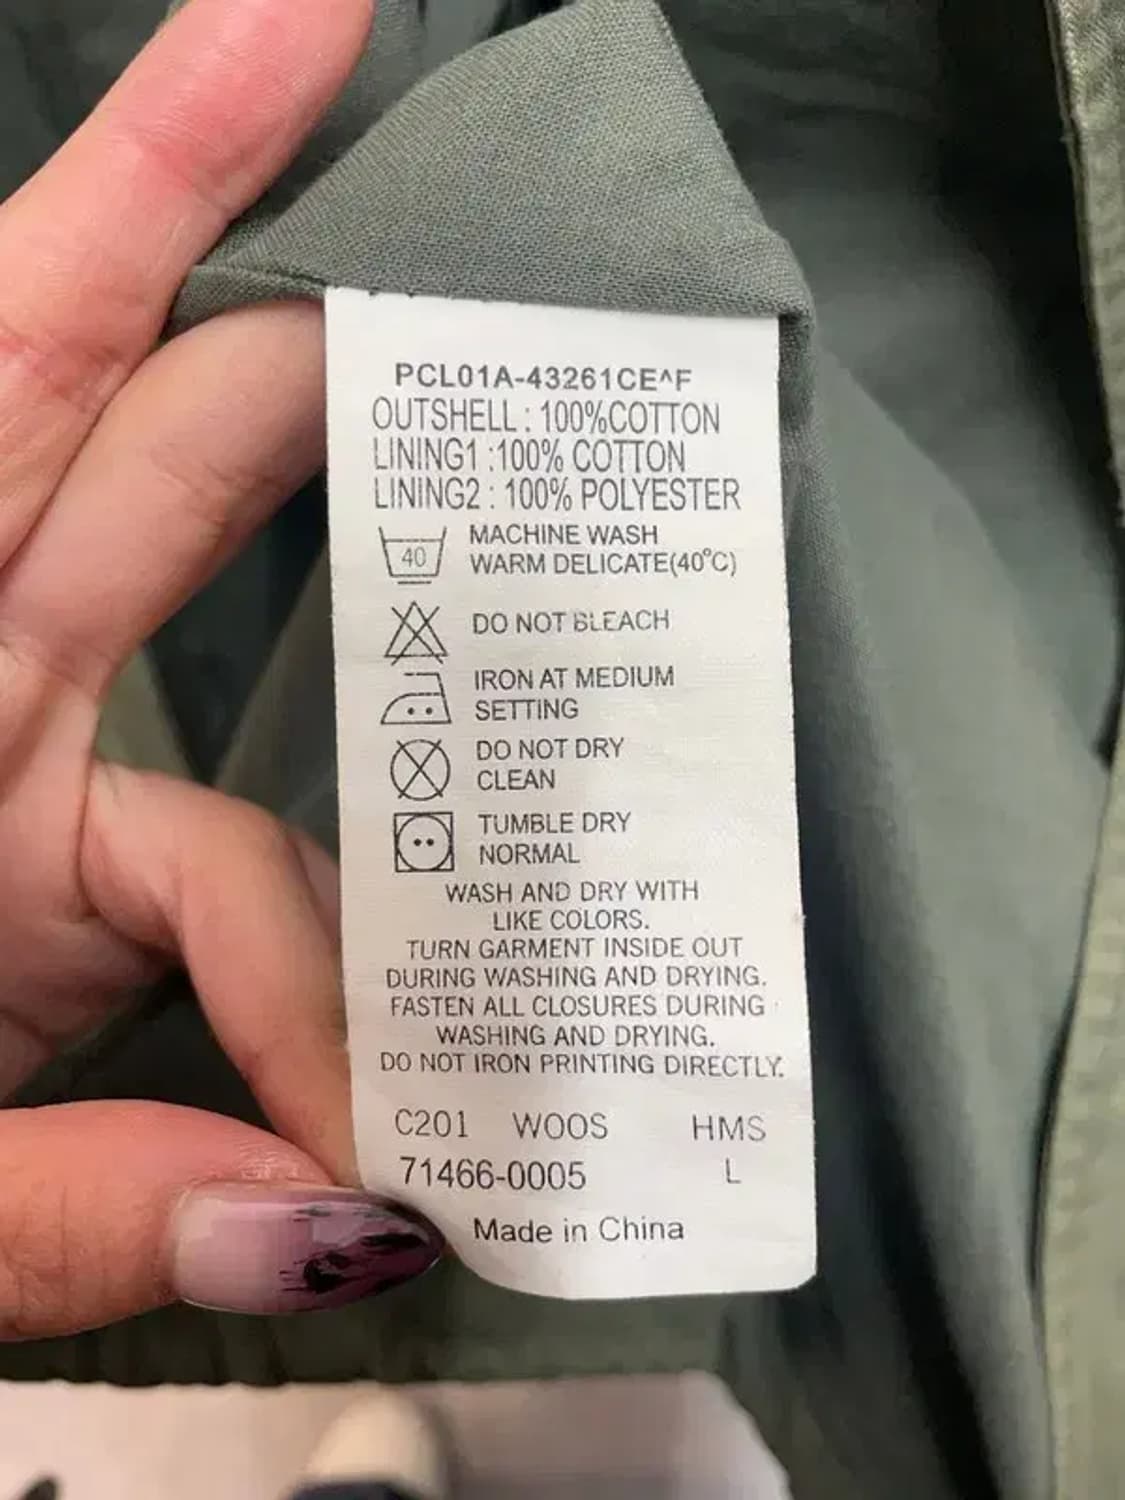 PCL01A-43261CE^F
OUTSHELL : 100%COTTON
LINING1 :100% COTTON
LINING2 : 100% POLYESTER
40 MACHINE WASH
WARM DELICATE(40°C)
DO NOT BLEACH
IRON AT MEDIUM
SETTING
DO NOT DRY
CLEAN
TUMBLE DRY
NORMAL
WASH AND DRY WITH
LIKE COLORS.
TURN GARMENT INSIDE OUT
DURING WASHING AND DRYING.
FASTEN ALL CLOSURES DURING
WASHING AND DRYING.
DO NOT IRON PRINTING DIRECTLY.
C201 WOOS HMS
71466-0005 L
Made in China